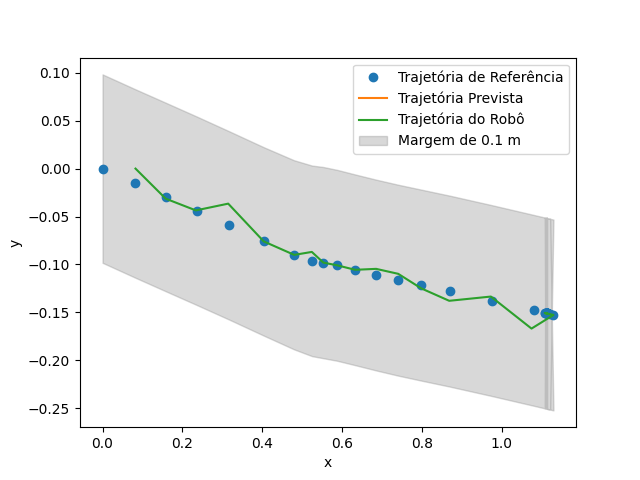 0.10
0.05
0.00
−0.05
−0.10
−0.15
−0.20
−0.25
y
0.0 0.2 0.4 0.6 0.8 1.0
x
Trajetória de Referência
Trajetória Prevista
Trajetória do Robô
Margem de 0.1 m